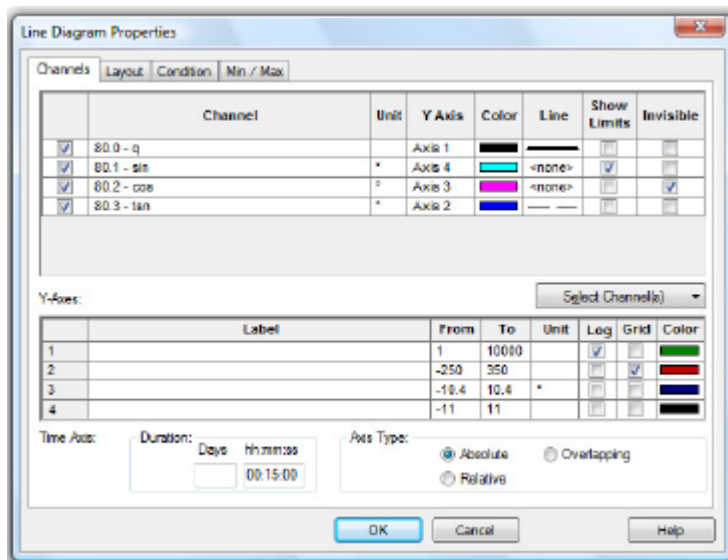 Line Diagram Properties
Channels Layout Condition Min / Max
Channel Unit Y Axis Color Line Show Limits Invisible
80.0 - q Axis 1
80.1 - sin ° Axis 4 <none>
80.2 - cos ° Axis 3 <none>
80.3 - tan ° Axis 2
Y-Axes: Select Channel(s)
Label From To Unit Log Grid Color
1 1 10000
2 -250 350
3 -10.4 10.4 °
4 -11 11
Time Axis: Duration: Axis Type:
Days hh:mm:ss
Absolute Overlapping
00:15:00
Relative
OK Cancel Help